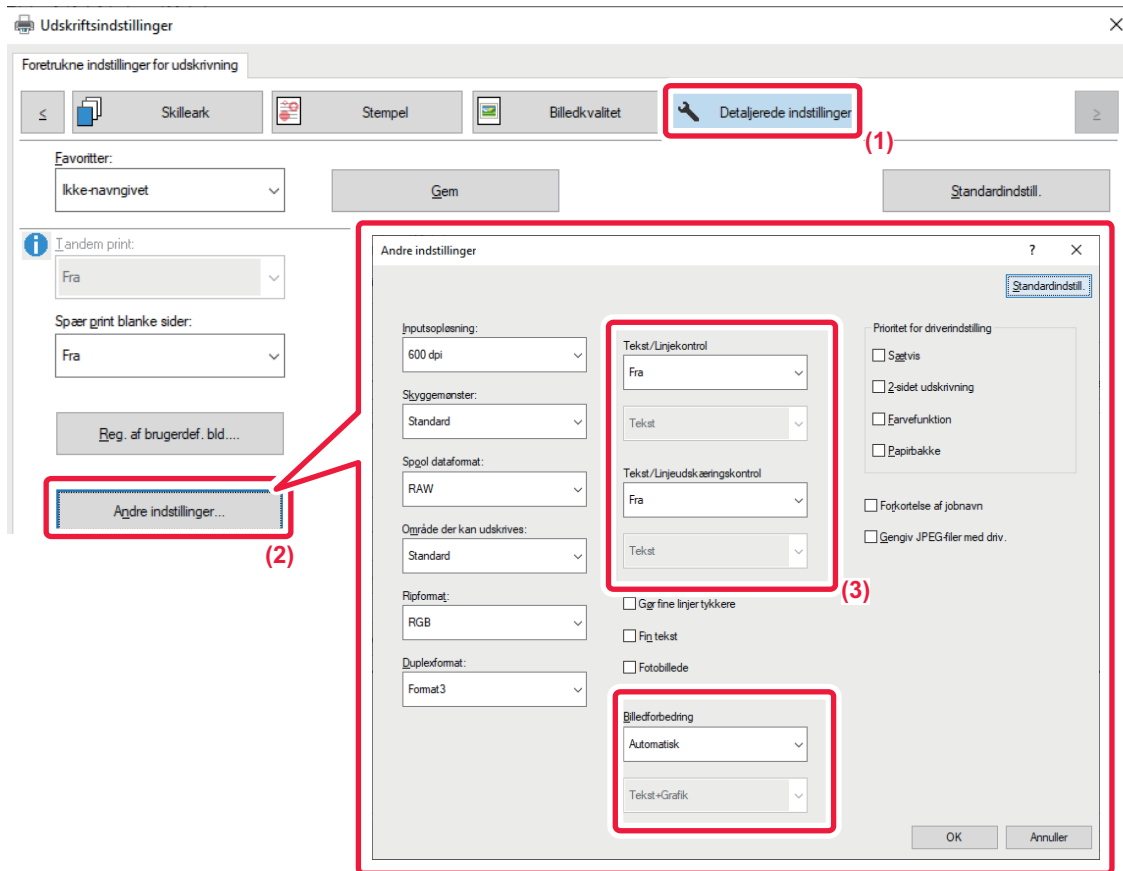 Udskriftsindstillinger
Foretrukne indstillinger for udskrivning
≤ Skilleark Stempel Billedkvalitet Detaljerede indstillinger ≥
(1)
Favoritter:
Ikke-navngivet Gem Standardindstill.
Tandem print:
Fra
Spær print blanke sider:
Fra
Reg. af brugerdef. bld....
Andre indstillinger...
(2)
Andre indstillinger ?
Standardindstill.
Inputsopløsning:
600 dpi
Skyggemønster:
Standard
Spool dataformat:
RAW
Område der kan udskrives:
Standard
Ripformat:
RGB
Duplexformat:
Format3
Tekst/Linjekontrol
Fra
Tekst
Tekst/Linjeudskæringskontrol
Fra
Tekst
(3)
Gør fine linjer tykkere
Fin tekst
Fotobillede
Billedforbedring
Automatisk
Tekst+Grafik
Prioritet for driverindstilling
Sætvis
2-sidet udskrivning
Farvefunktion
Papirbakke
Forkortelse af jobnavn
Gengiv JPEG-filer med driv.
OK Annuller